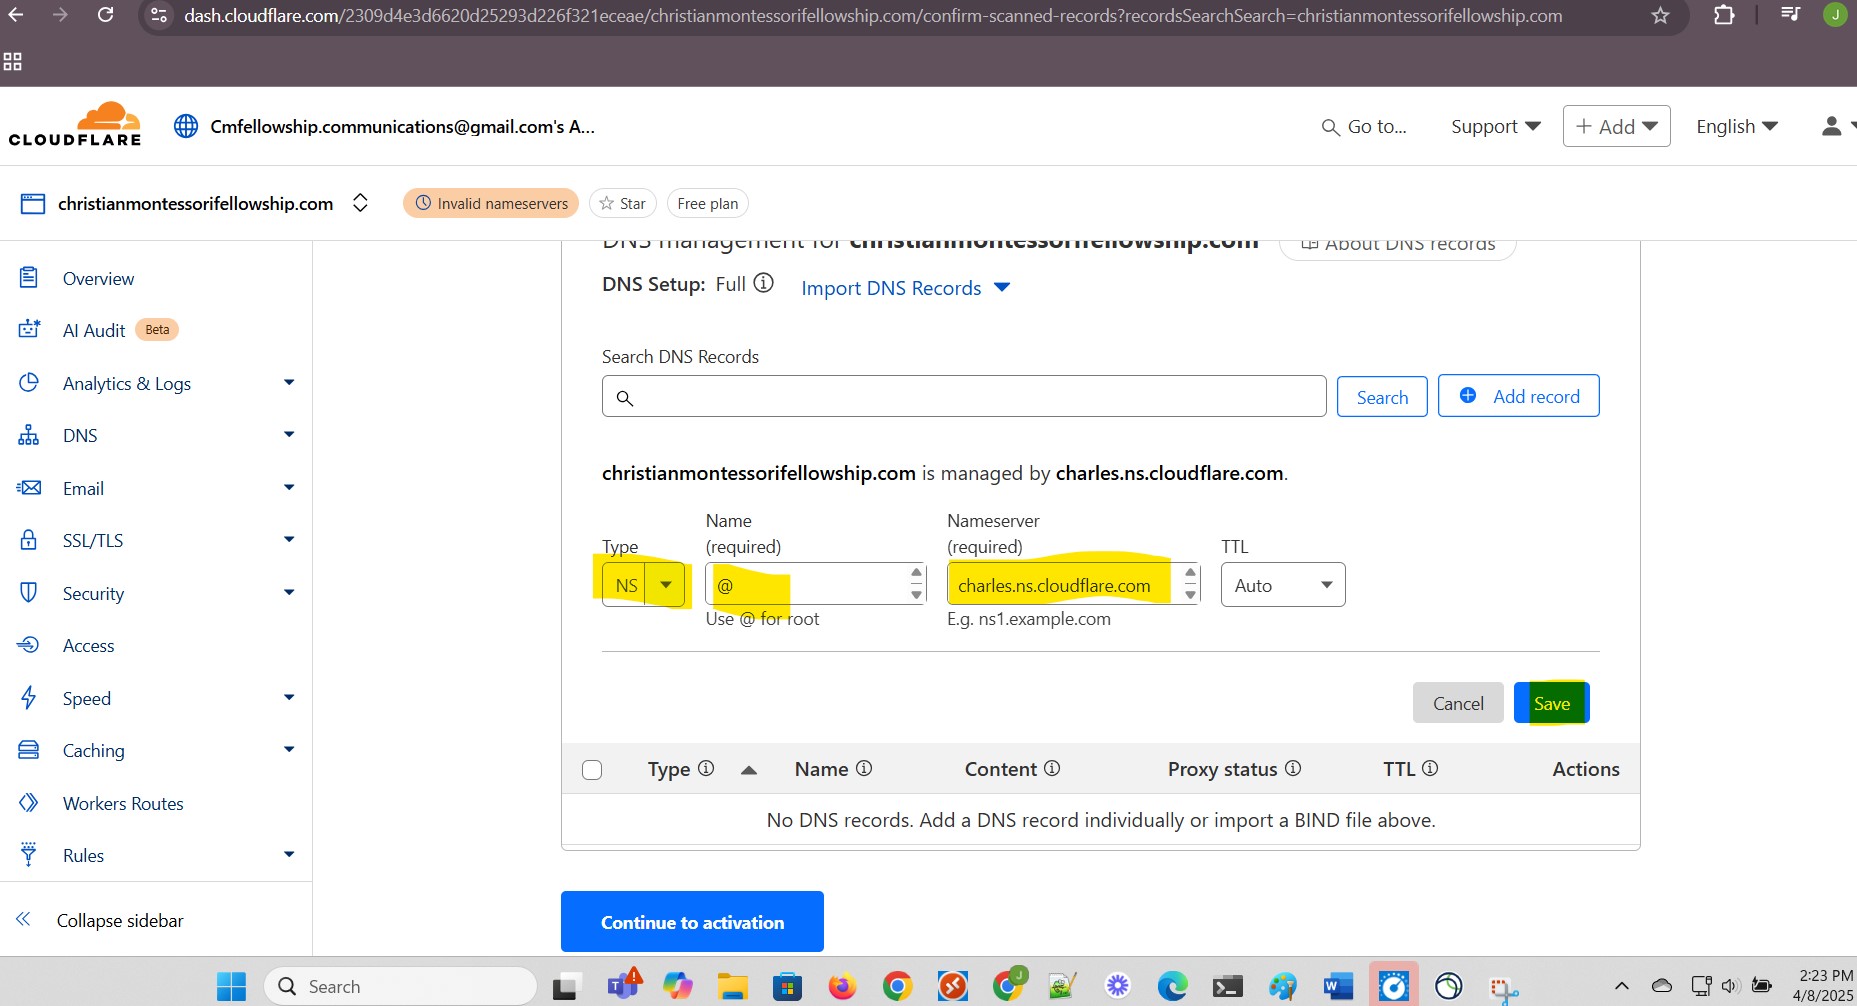 dash.cloudflare.com/2309d4e3d6620d25293d226f321eceae/christianmontessorifellowship.com/confirm-scanned-records?recordsSearchSearch=christianmontessorifellowship.com
J
CLOUDFLARE
Cmfellowship.communications@gmail.com's A...
Go to...
Support
+ Add
English
christianmontessorifellowship.com
Invalid nameservers
Star
Free plan
DNS management for christianmontessorifellowship.com
About DNS records
DNS Setup: Full
Import DNS Records
Overview
AI Audit Beta
Analytics & Logs
DNS
Email
SSL/TLS
Security
Access
Speed
Caching
Workers Routes
Rules
Collapse sidebar
Search DNS Records
Search
Add record
christianmontessorifellowship.com is managed by charles.ns.cloudflare.com.
Type
Name
(required)
Nameserver
(required)
TTL
NS
@
charles.ns.cloudflare.com
Auto
Use @ for root
E.g. ns1.example.com
Cancel
Save
Type
Name
Content
Proxy status
TTL
Actions
No DNS records. Add a DNS record individually or import a BIND file above.
Continue to activation
Search
2:23 PM
4/8/2025